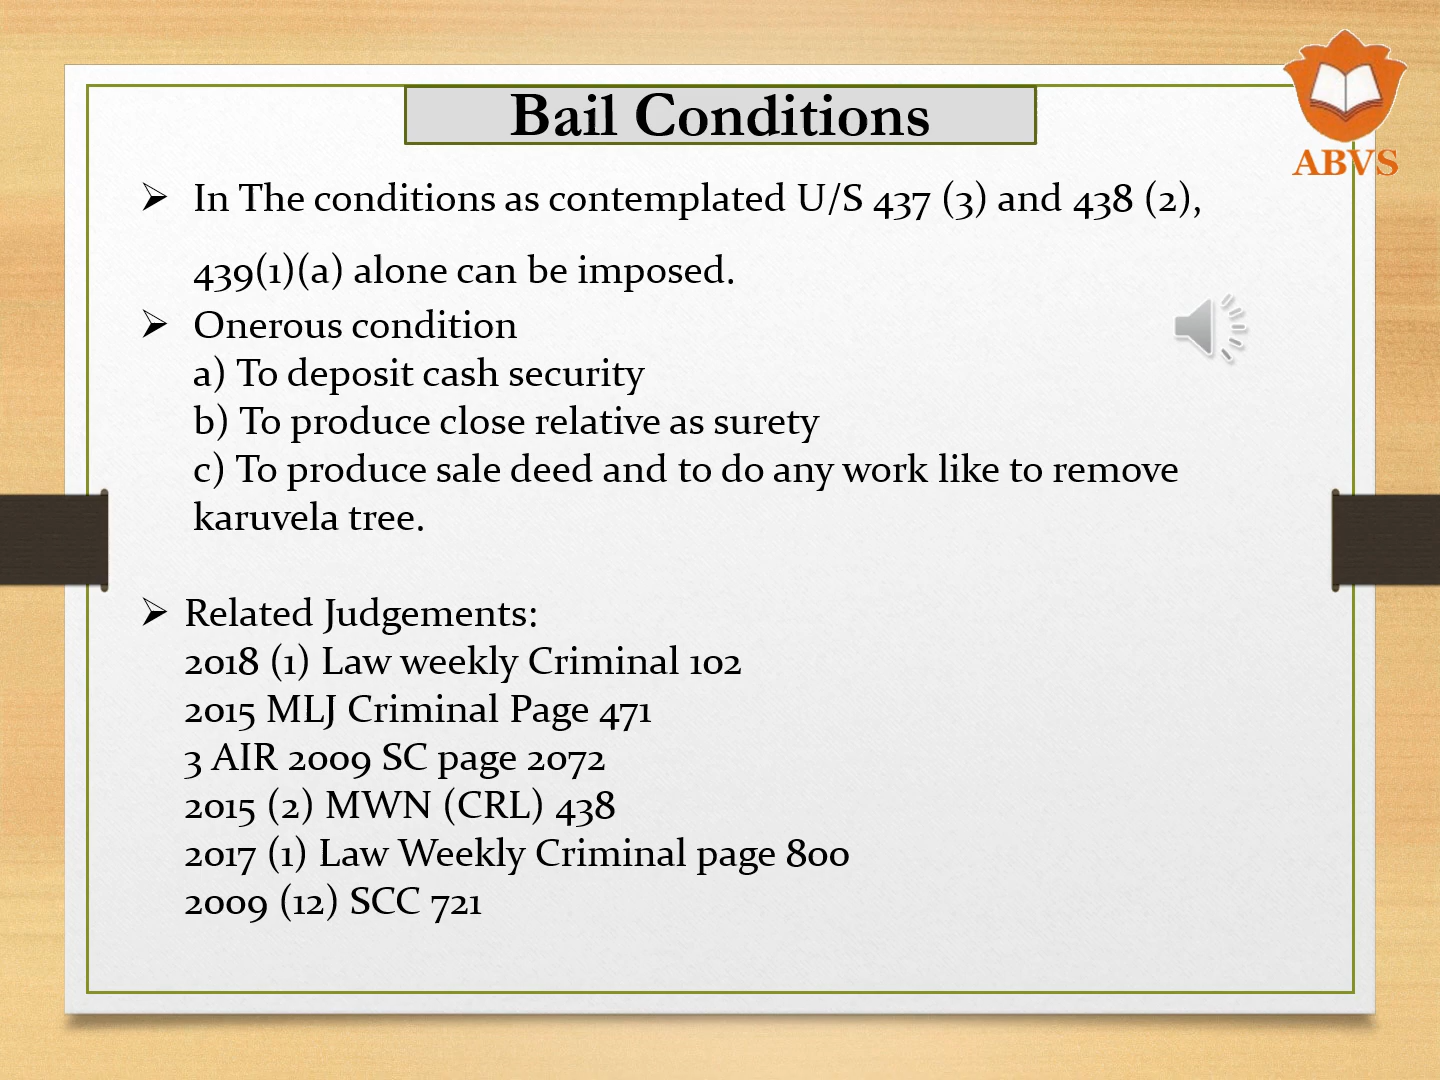 Bail Conditions
ABVS
➢ In The conditions as contemplated U/S 437 (3) and 438 (2),
439(1)(a) alone can be imposed.
➢ Onerous condition
a) To deposit cash security
b) To produce close relative as surety
c) To produce sale deed and to do any work like to remove
karuvela tree.
➢ Related Judgements:
2018 (1) Law weekly Criminal 102
2015 MLJ Criminal Page 471
3 AIR 2009 SC page 2072
2015 (2) MWN (CRL) 438
2017 (1) Law Weekly Criminal page 800
2009 (12) SCC 721